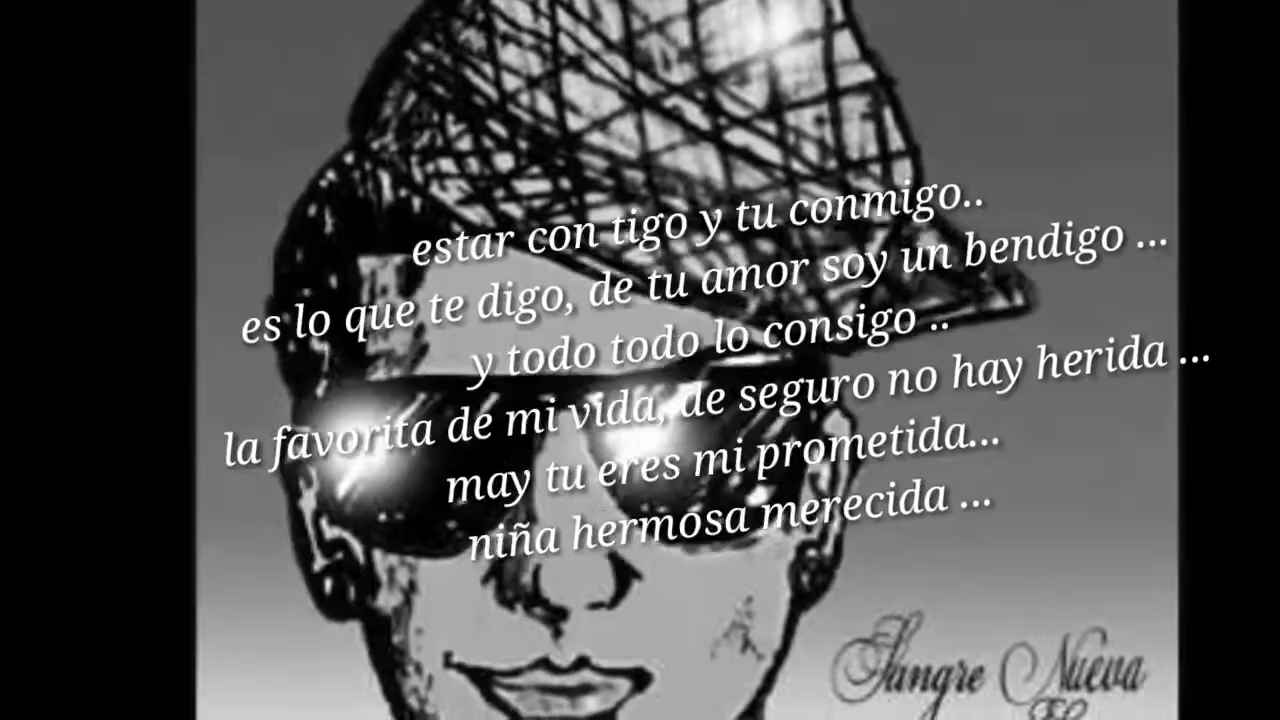 estar con tigo y tu conmigo..
es lo que te digo, de tu amor soy un bendigo ...
y todo todo lo consigo ..
la favorita de mi vida, de seguro no hay herida ...
may tu eres mi prometida...
niña hermosa merecida ...
Sangre Nueva